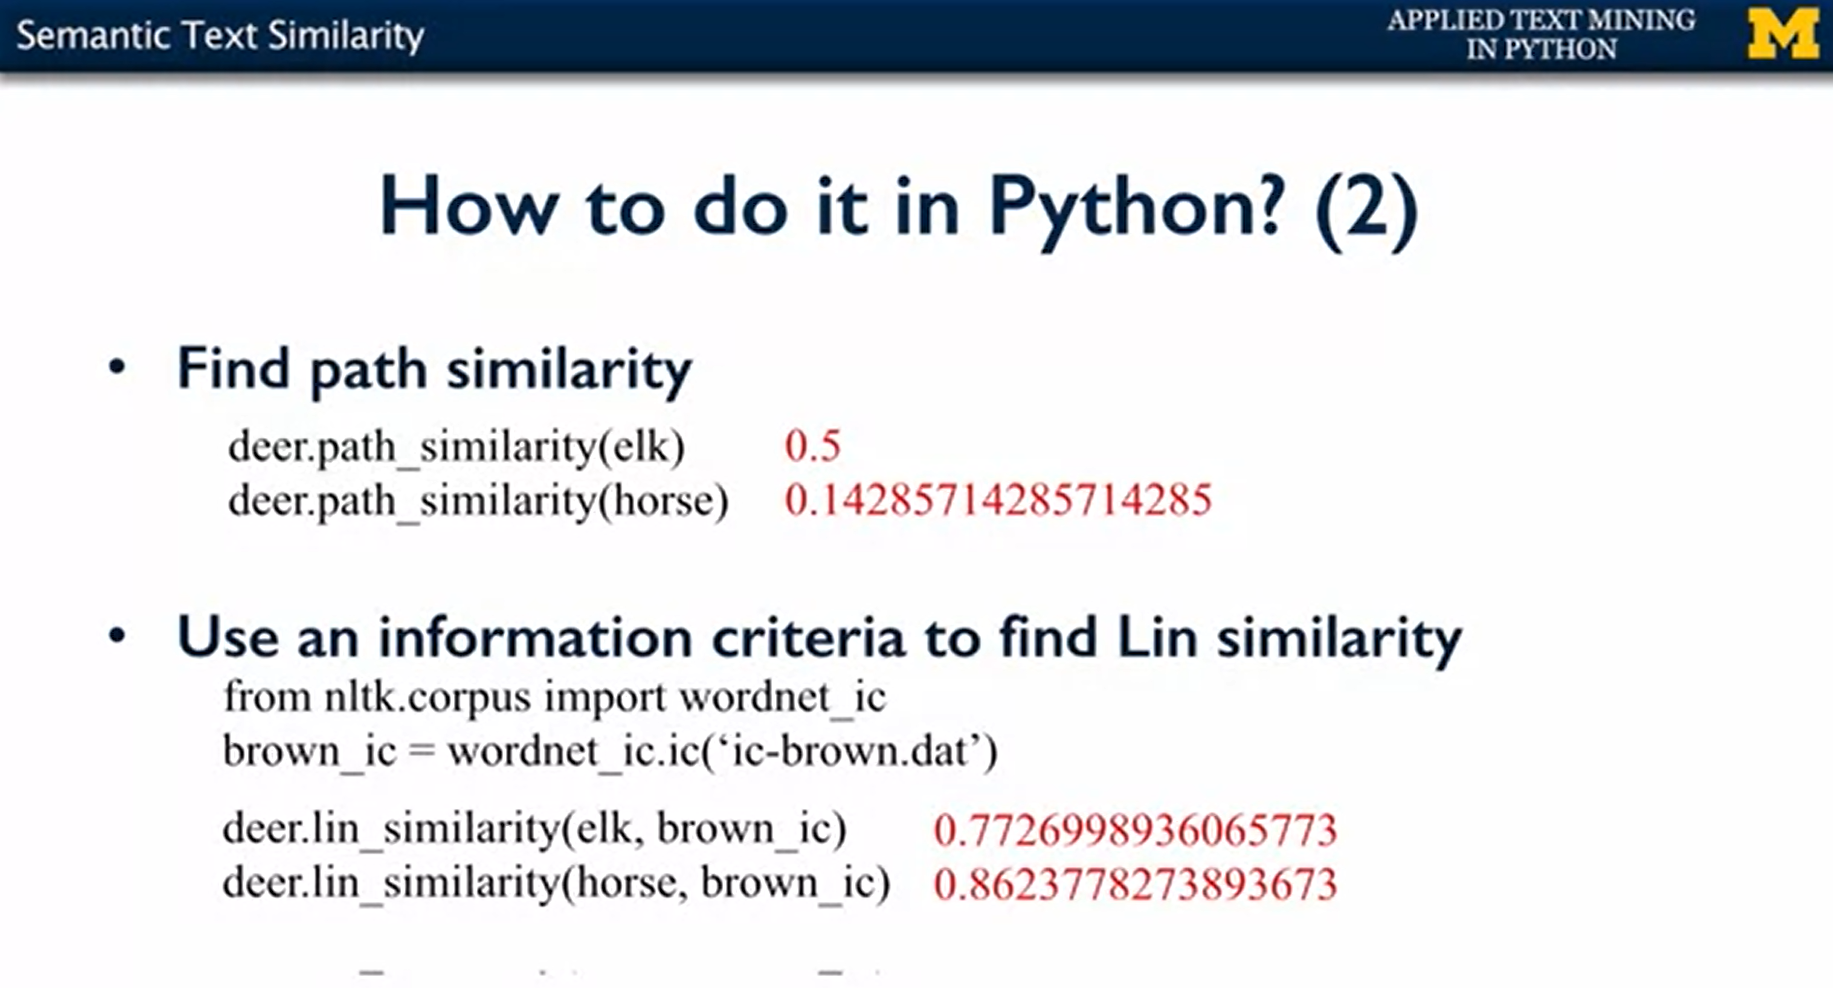 Semantic Text Similarity
APPLIED TEXT MINING
IN PYTHON
M
How to do it in Python? (2)
• Find path similarity
deer.path_similarity(elk) 0.5
deer.path_similarity(horse) 0.14285714285714285
• Use an information criteria to find Lin similarity
from nltk.corpus import wordnet_ic
brown_ic = wordnet_ic.ic(‘ic-brown.dat’)
deer.lin_similarity(elk, brown_ic) 0.7726998936065773
deer.lin_similarity(horse, brown_ic) 0.8623778273893673